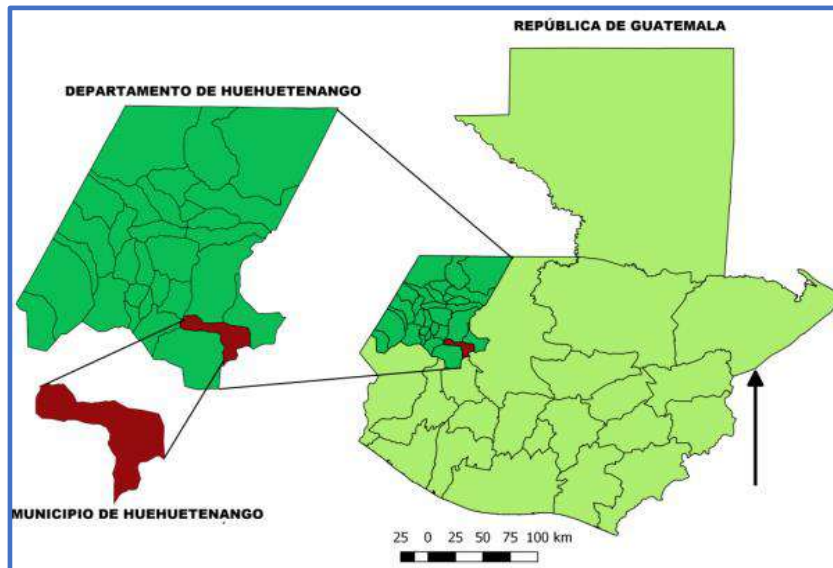 REPÚBLICA DE GUATEMALA
DEPARTAMENTO DE HUEHUETENANGO
MUNICIPIO DE HUEHUETENANGO
25 0 25 50 75 100 km